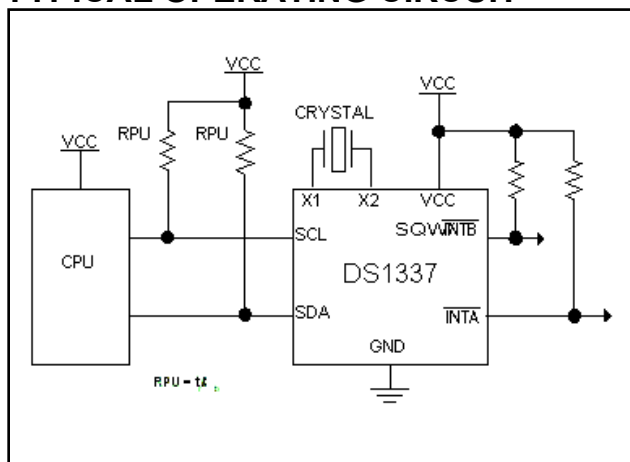 TYPICAL OPERATING CIRCUIT
VCC
VCC
CRYSTAL
RPU
RPU
VCC
X1
X2
VCC
SCL
SQW/INTB
CPU
DS1337
SDA
INTA
GND